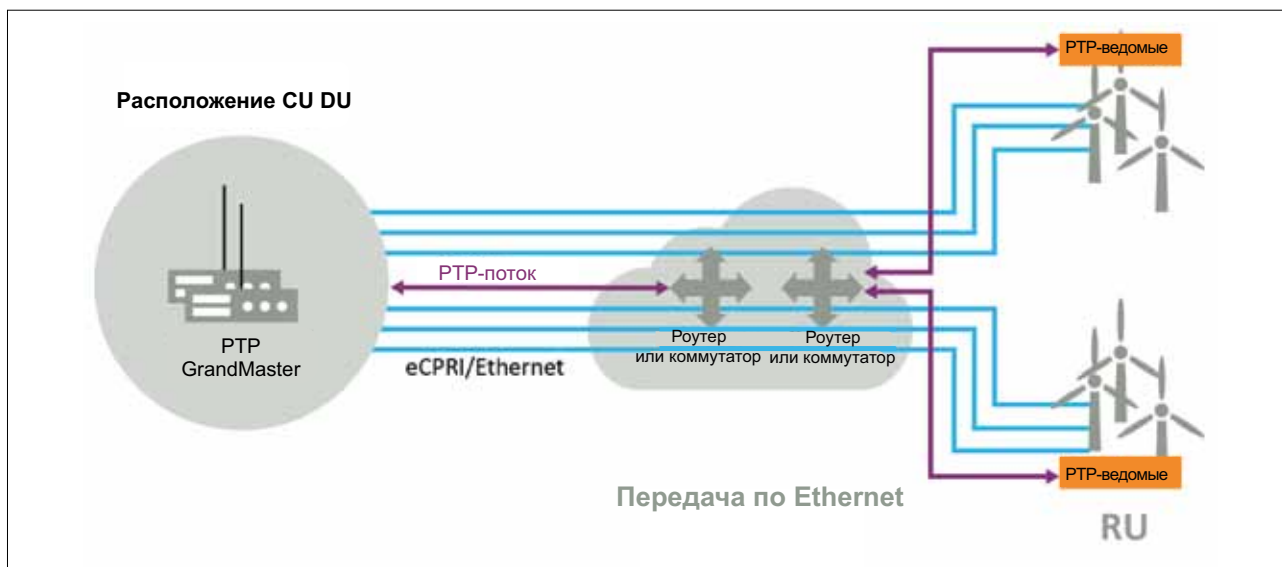 PTP-ведомые
Расположение CU DU
PTP-поток
PTP
GrandMaster
eCPRI/Ethernet
Роутер
или коммутатор
Роутер
или коммутатор
PTP-ведомые
Передача по Ethernet
RU